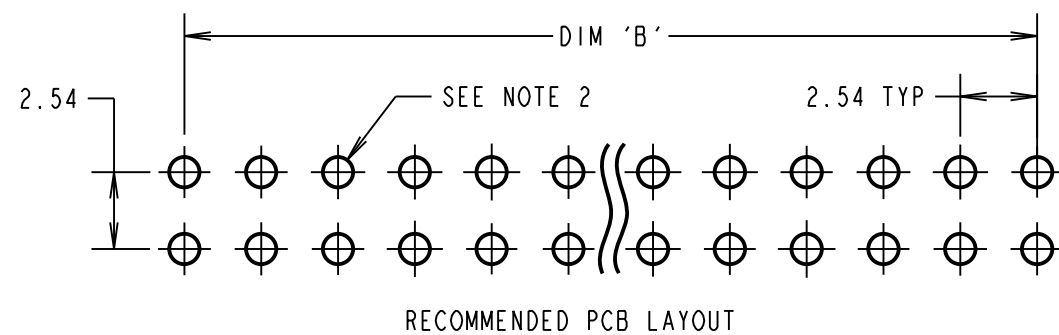 DIM 'B'
2.54
SEE NOTE 2
2.54 TYP
RECOMMENDED PCB LAYOUT